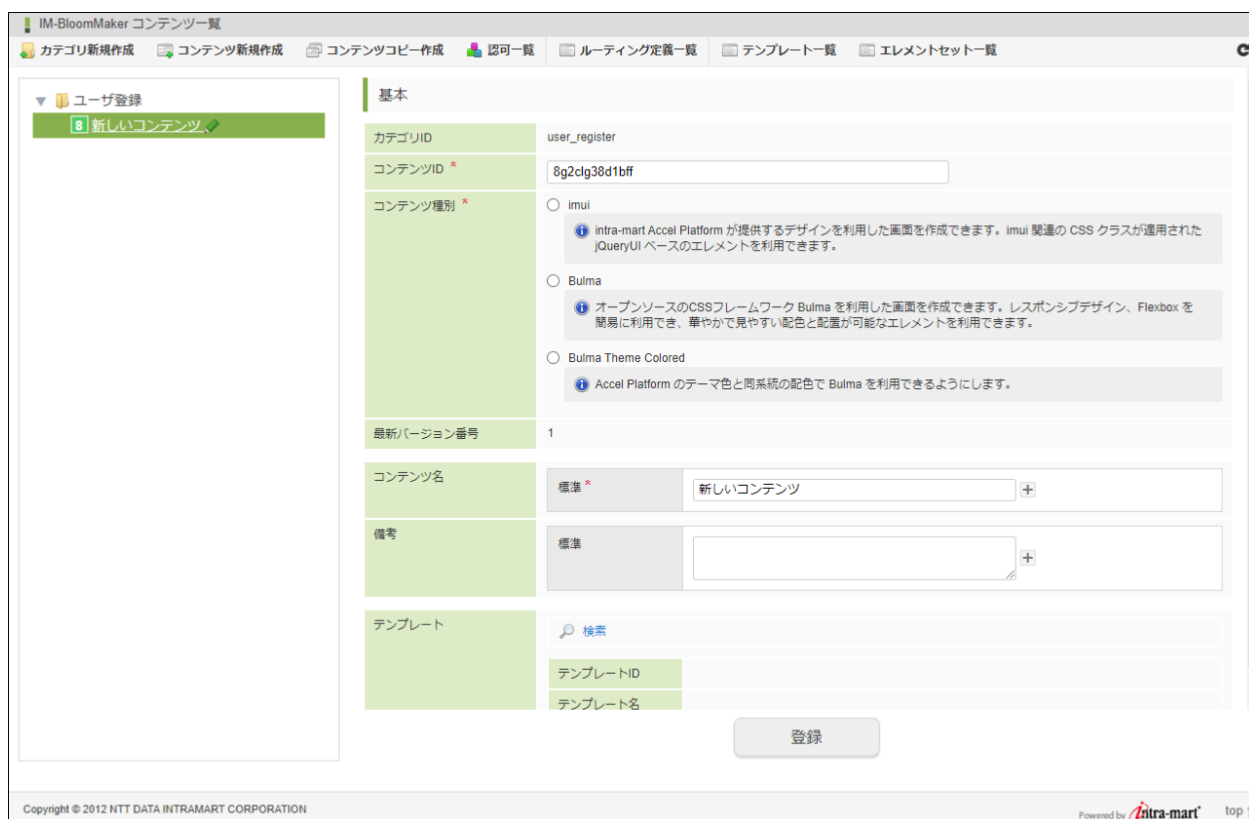 IM-BloomMaker コンテンツ一覧
カテゴリ新規作成 コンテンツ新規作成 コンテンツコピー作成 認可一覧 ルーティング定義一覧 テンプレート一覧 エレメントセット一覧
ユーザ登録
8 新しいコンテンツ
基本
カテゴリID user_register
コンテンツID * 8g2clg38d1bff
コンテンツ種別 * imui
intra-mart Accel Platform が提供するデザインを利用した画面を作成できます。imui 関連の CSS クラスが適用された
jQueryUI ベースのエレメントを利用できます。
Bulma
オープンソースのCSSフレームワーク Bulma を利用した画面を作成できます。レスポンシブデザイン、Flexbox を
簡易に利用でき、華やかで見やすい配色と配置が可能なエレメントを利用できます。
Bulma Theme Colored
Accel Platform のテーマ色と同系統の配色で Bulma を利用できるようにします。
最新バージョン番号 1
コンテンツ名 標準 * 新しいコンテンツ
備考 標準
テンプレート 検索
テンプレートID
テンプレート名
登録
Copyright © 2012 NTT DATA INTRAMART CORPORATION
Powered by intra-mart top